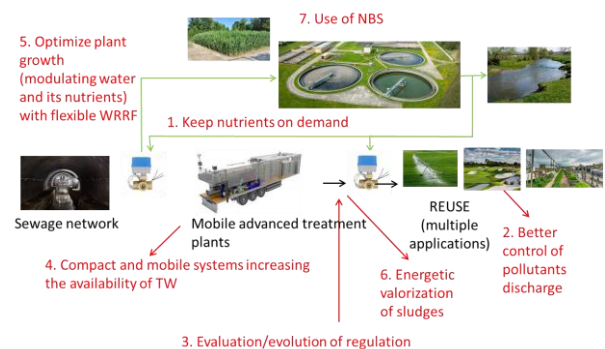 7. Use of NBS
5. Optimize plant
growth
(modulating water
and its nutrients)
with flexible WRRF
1. Keep nutrients on demand
Sewage network
Mobile advanced treatment
plants
REUSE
(multiple
applications)
2. Better
control of
pollutants
discharge
4. Compact and mobile systems increasing
the availability of TW
6. Energetic
valorization
of sludges
3. Evaluation/evolution of regulation